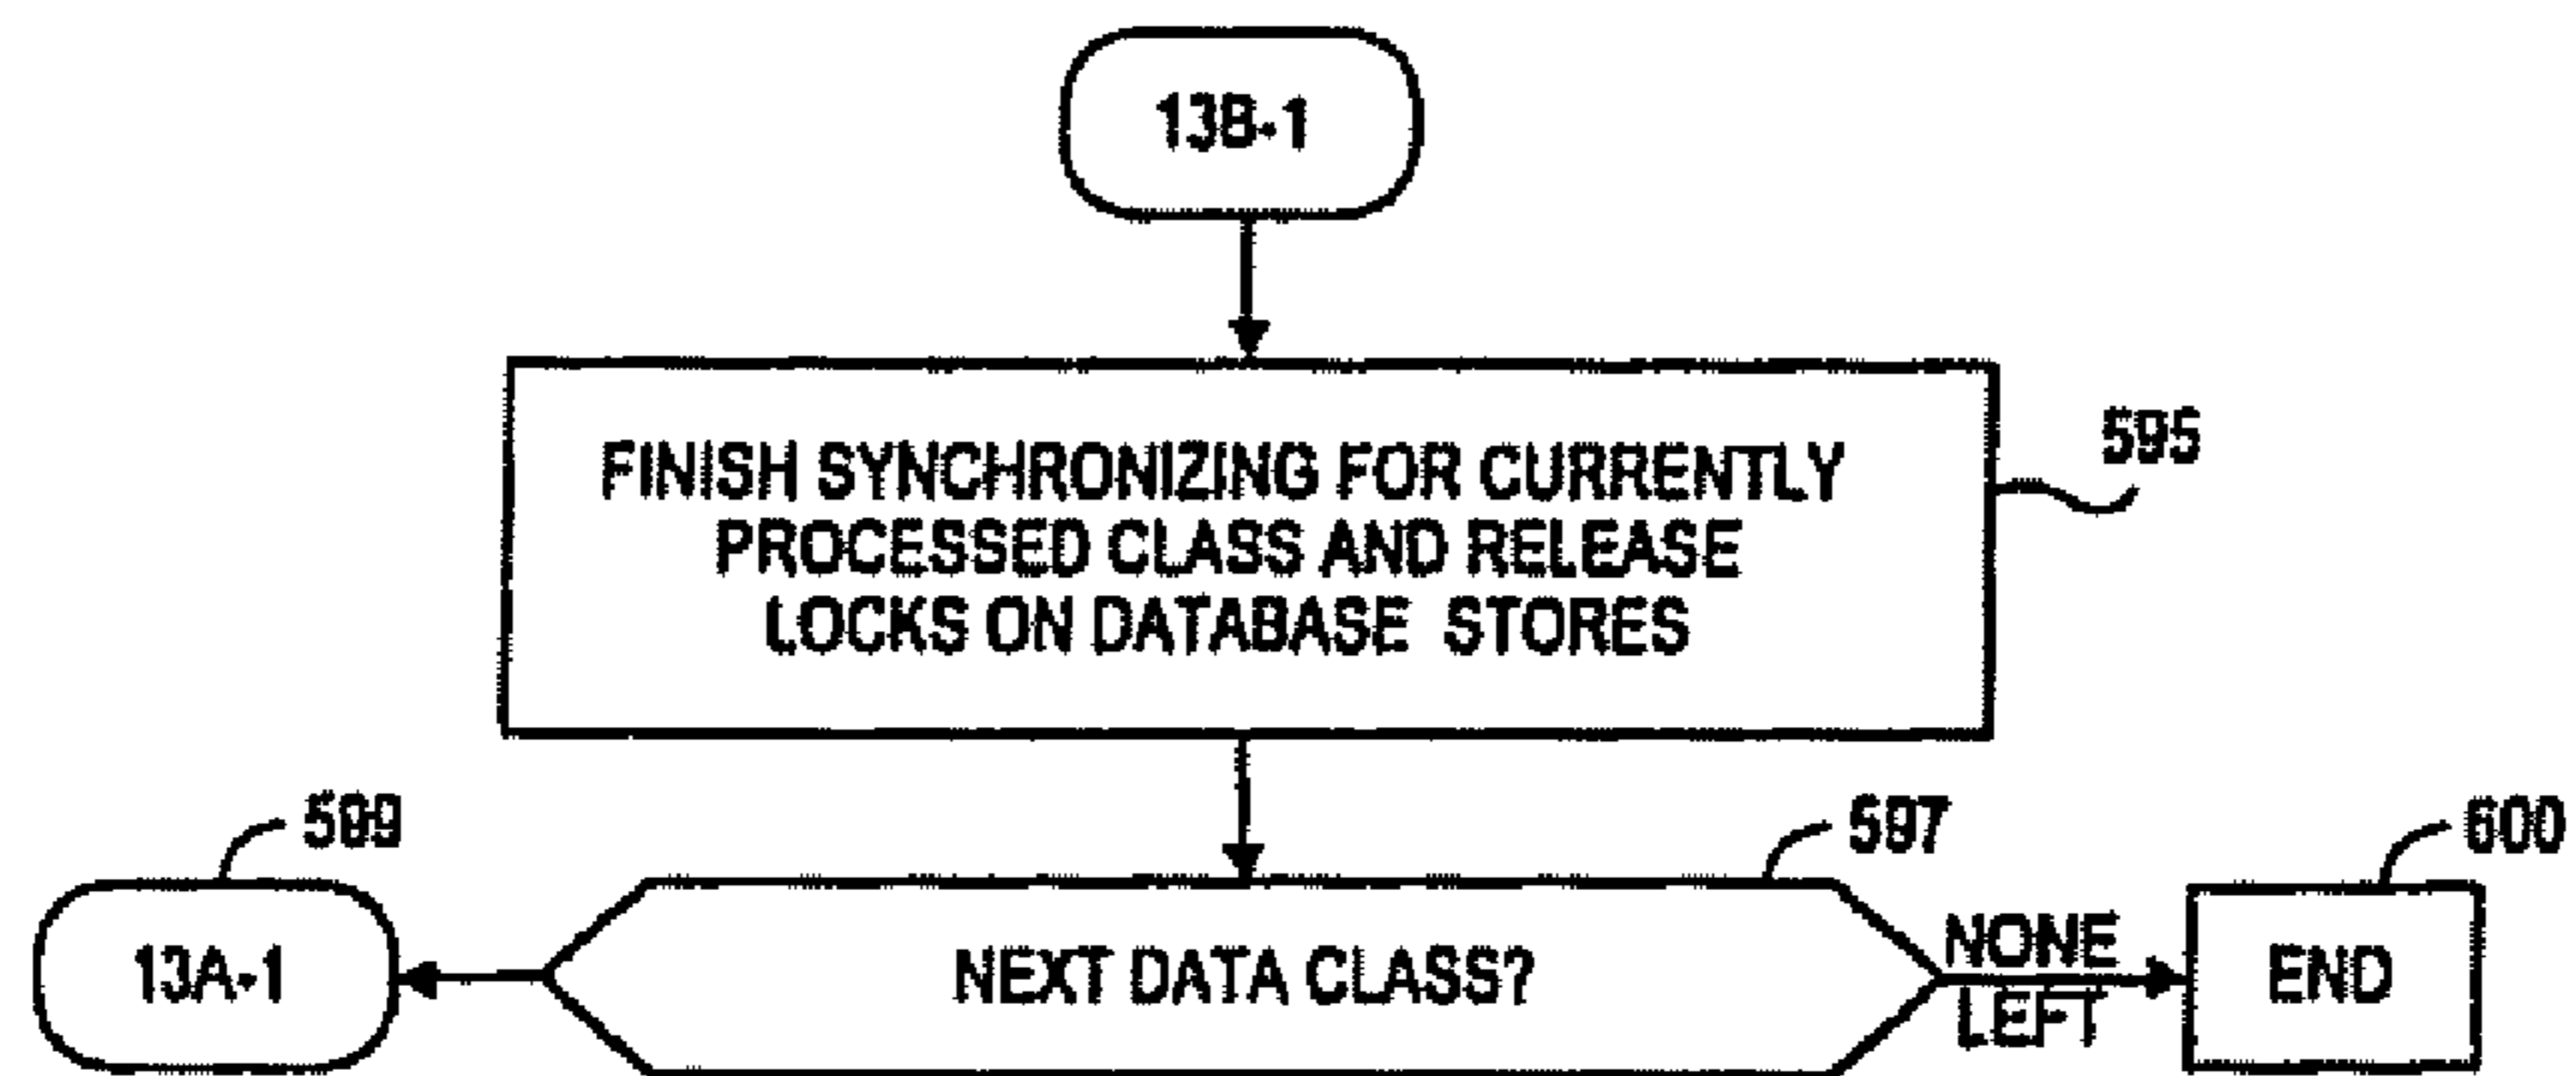 13B-1
FINISH SYNCHRONIZING FOR CURRENTLY
PROCESSED CLASS AND RELEASE
LOCKS ON DATABASE STORES
595
599
597
600
13A-1
NEXT DATA CLASS?
NONE
LEFT
END